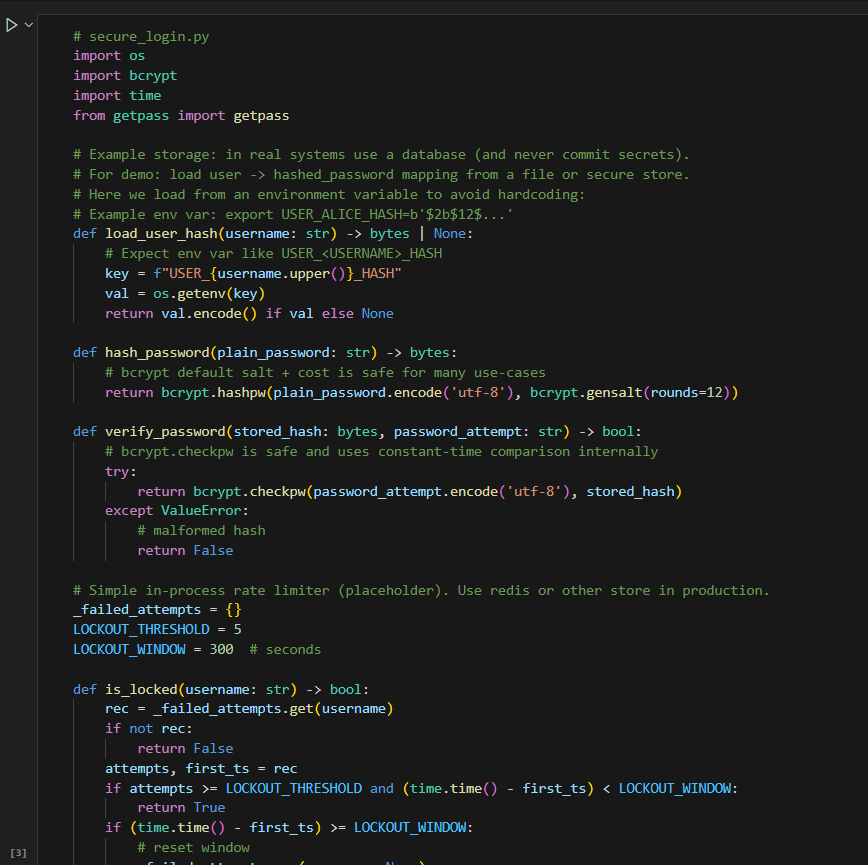 # secure_login.py
import os
import bcrypt
import time
from getpass import getpass
# Example storage: in real systems use a database (and never commit secrets).
# For demo: load user -> hashed_password mapping from a file or secure store.
# Here we load from an environment variable to avoid hardcoding:
# Example env var: export USER_ALICE_HASH=b'$2b$12$...'
def load_user_hash(username: str) -> bytes | None:
    # Expect env var like USER_<USERNAME>_HASH
    key = f"USER_{username.upper()}_HASH"
    val = os.getenv(key)
    return val.encode() if val else None
def hash_password(plain_password: str) -> bytes:
    # bcrypt default salt + cost is safe for many use-cases
    return bcrypt.hashpw(plain_password.encode('utf-8'), bcrypt.gensalt(rounds=12))
def verify_password(stored_hash: bytes, password_attempt: str) -> bool:
    # bcrypt.checkpw is safe and uses constant-time comparison internally
    try:
        return bcrypt.checkpw(password_attempt.encode('utf-8'), stored_hash)
    except ValueError:
        # malformed hash
        return False
# Simple in-process rate limiter (placeholder). Use redis or other store in production.
_failed_attempts = {}
LOCKOUT_THRESHOLD = 5
LOCKOUT_WINDOW = 300  # seconds
def is_locked(username: str) -> bool:
    rec = _failed_attempts.get(username)
    if not rec:
        return False
    attempts, first_ts = rec
    if attempts >= LOCKOUT_THRESHOLD and (time.time() - first_ts) < LOCKOUT_WINDOW:
        return True
    if (time.time() - first_ts) >= LOCKOUT_WINDOW:
        # reset window
[3]